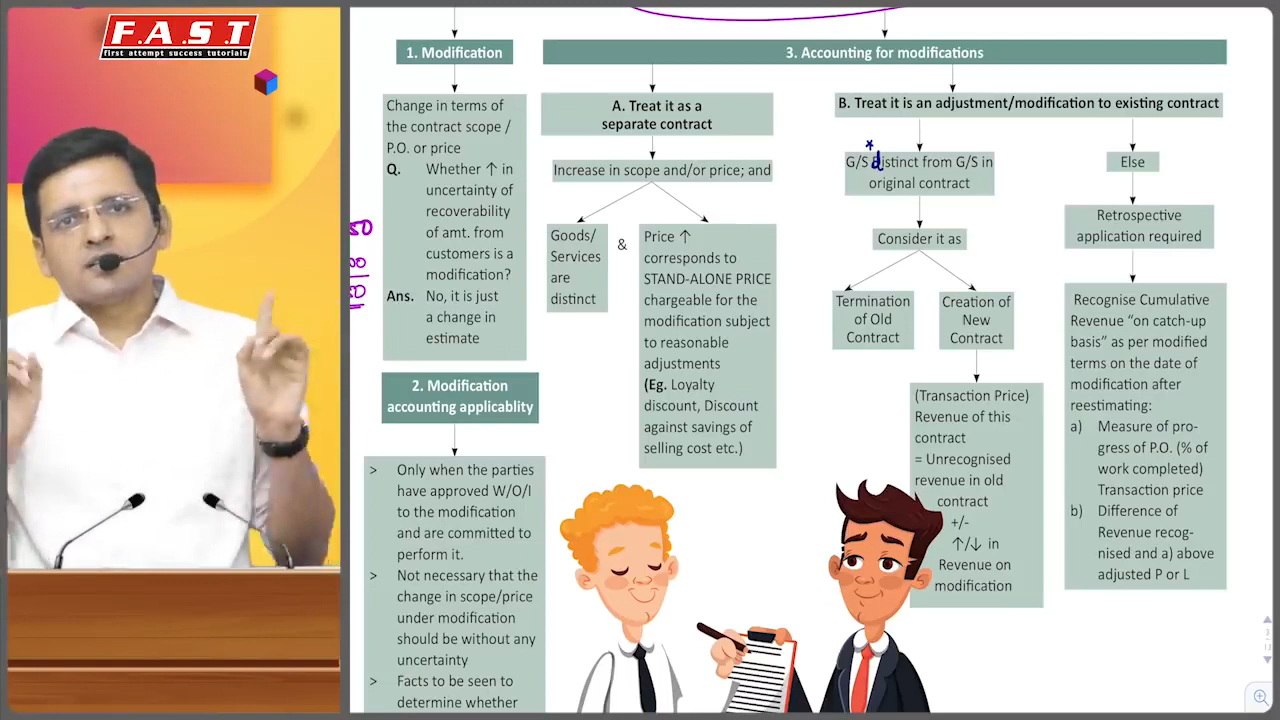 F.A.S.T
first attempt success tutorials
1. Modification
Change in terms of
the contract scope /
P.O. or price
Q. Whether ↑ in
uncertainty of
recoverability
of amt. from
customers is a
modification?
Ans. No, it is just
a change in
estimate
2. Modification
accounting applicablity
> Only when the parties
have approved W/O/I
to the modification
and are committed to
perform it.
> Not necessary that the
change in scope/price
under modification
should be without any
uncertainty
> Facts to be seen to
determine whether
3. Accounting for modifications
A. Treat it as a
separate contract
Increase in scope and/or price; and
Goods/
Services
are
distinct
&
Price ↑
corresponds to
STAND-ALONE PRICE
chargeable for the
modification subject
to reasonable
adjustments
(Eg. Loyalty
discount, Discount
against savings of
selling cost etc.)
B. Treat it is an adjustment/modification to existing contract
*
G/S distinct from G/S in
original contract
Consider it as
Termination
of Old
Contract
Creation of
New
Contract
(Transaction Price)
Revenue of this
contract
= Unrecognised
revenue in old
contract
+/-
↑/↓ in
Revenue on
modification
Else
Retrospective
application required
Recognise Cumulative
Revenue “on catch-up
basis” as per modified
terms on the date of
modification after
reestimating:
a) Measure of pro-
gress of P.O. (% of
work completed)
Transaction price
b) Difference of
Revenue recog-
nised and a) above
adjusted P or L